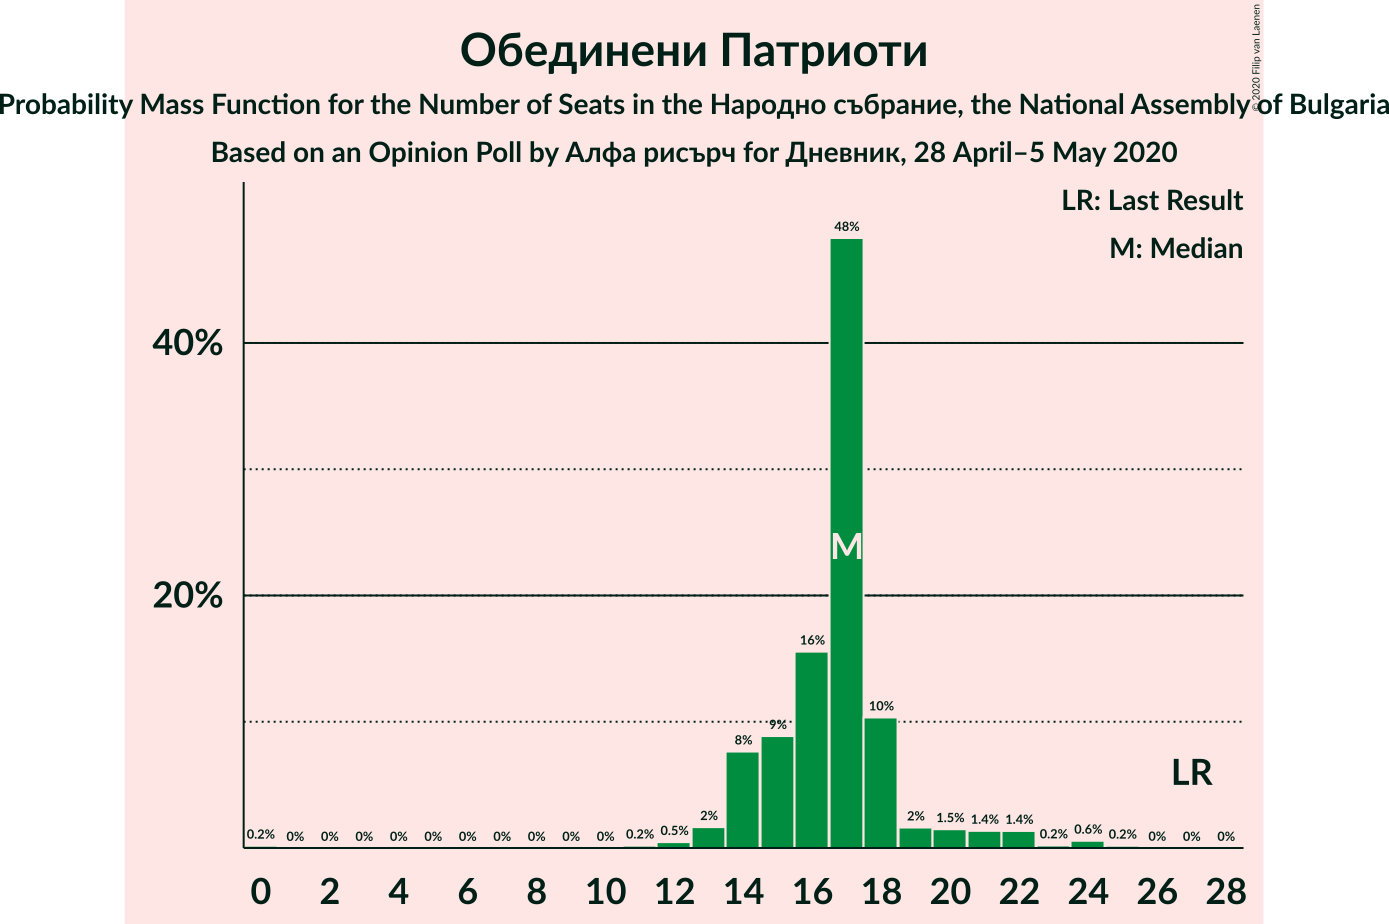 Обединени Патриоти
Probability Mass Function for the Number of Seats in the Народно събрание, the National Assembly of Bulgaria
Based on an Opinion Poll by Алфа рисърч for Дневник, 28 April–5 May 2020
© 2020 Filip van Laenen
LR: Last Result
M: Median
48%
40%
M
20%
16%
10%
9%
8%
LR
2%
2% 1.5% 1.4% 1.4%
0.2% 0% 0% 0% 0% 0% 0% 0% 0% 0% 0% 0.2% 0.5% 0.2% 0.6% 0.2% 0% 0% 0%
0 2 4 6 8 10 12 14 16 18 20 22 24 26 28